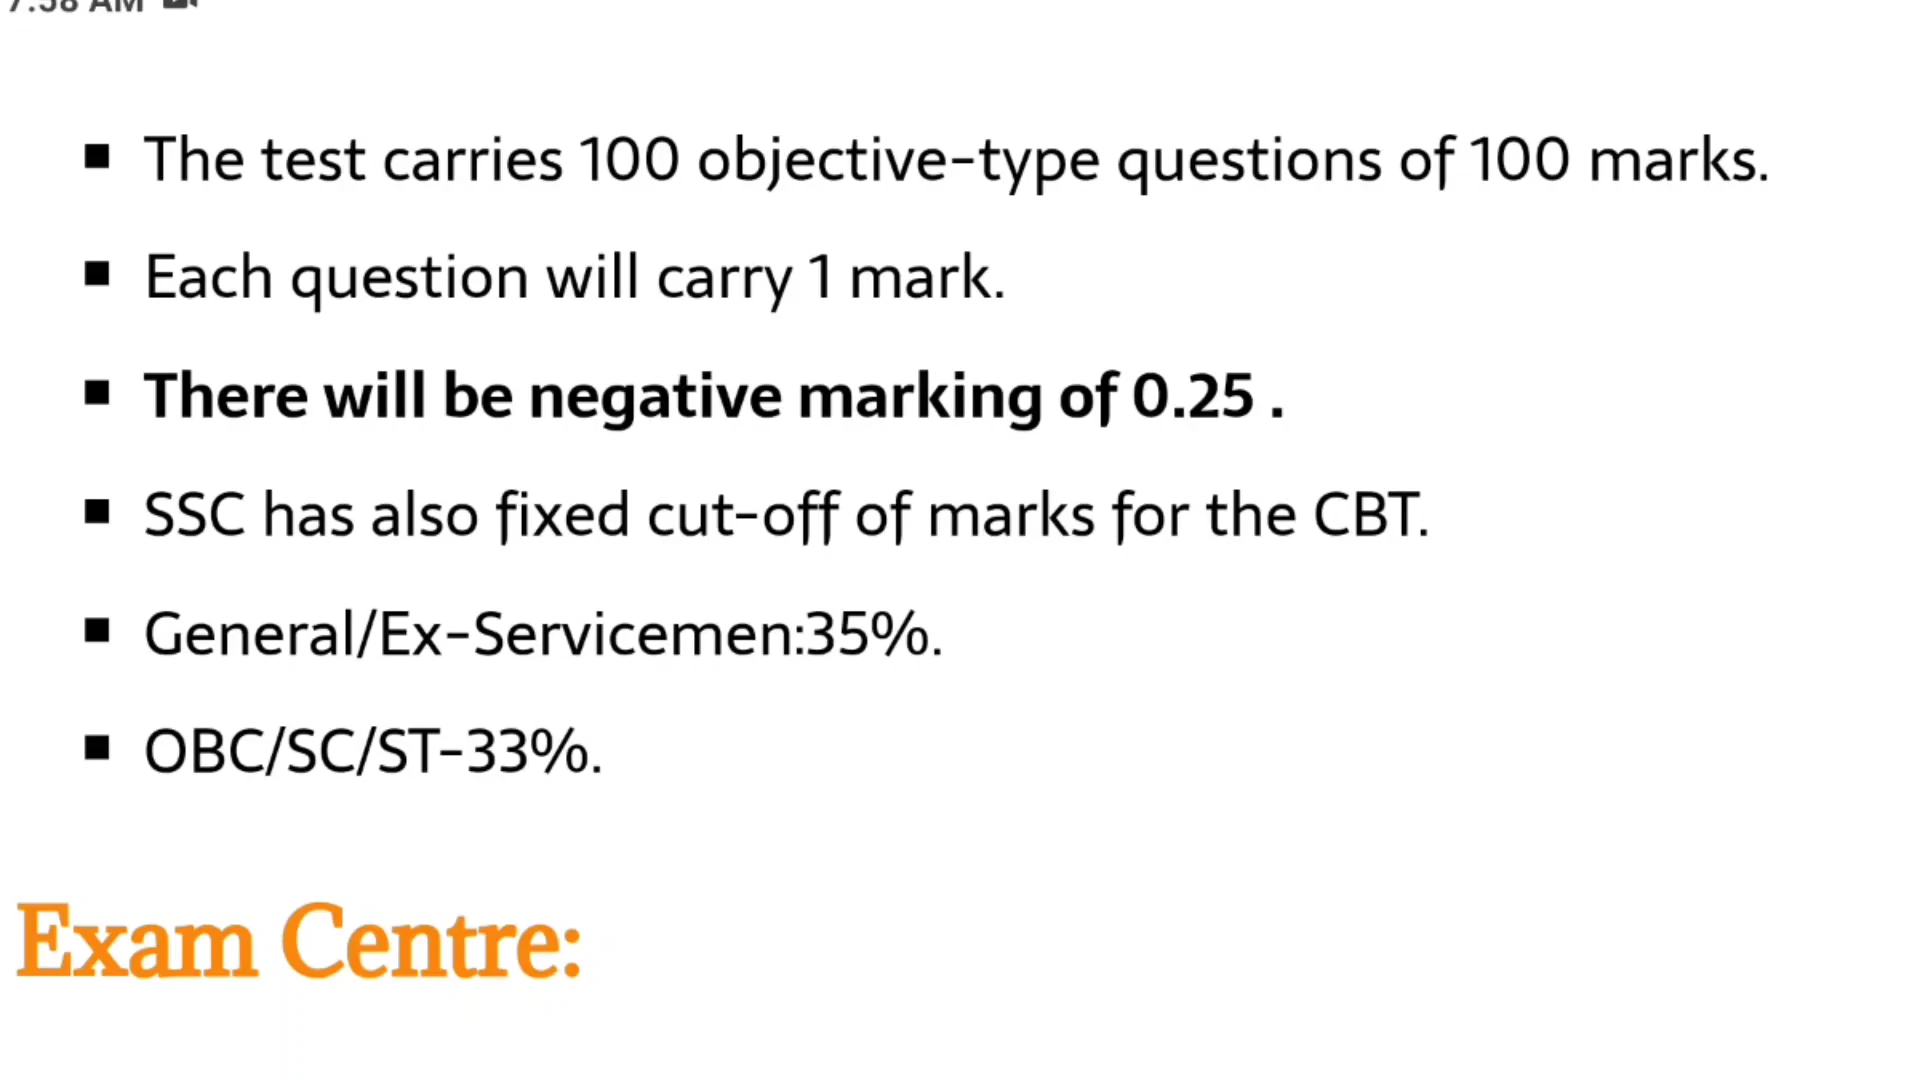 7:58 AM
▪ The test carries 100 objective-type questions of 100 marks.
▪ Each question will carry 1 mark.
▪ There will be negative marking of 0.25 .
▪ SSC has also fixed cut-off of marks for the CBT.
▪ General/Ex-Servicemen:35%.
▪ OBC/SC/ST-33%.
Exam Centre: